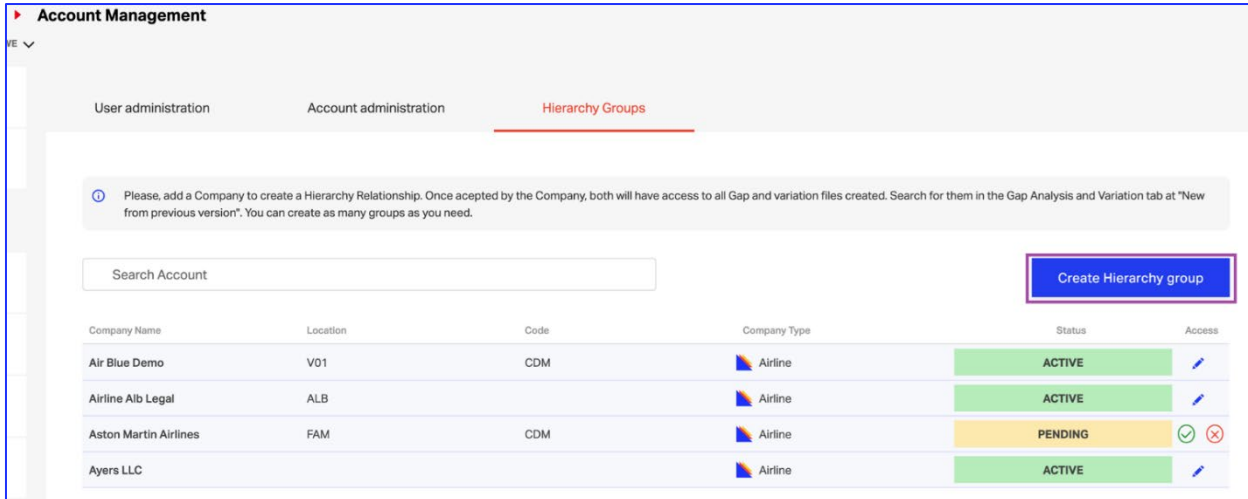 Account Management
WE
User administration Account administration Hierarchy Groups
Please, add a Company to create a Hierarchy Relationship. Once acepted by the Company, both will have access to all Gap and variation files created. Search for them in the Gap Analysis and Variation tab at "New
from previous version". You can create as many groups as you need.
Search Account Create Hierarchy group
Company Name Location Code Company Type Status Access
Air Blue Demo V01 CDM Airline ACTIVE
Airline Alb Legal ALB Airline ACTIVE
Aston Martin Airlines FAM CDM Airline PENDING
Ayers LLC Airline ACTIVE